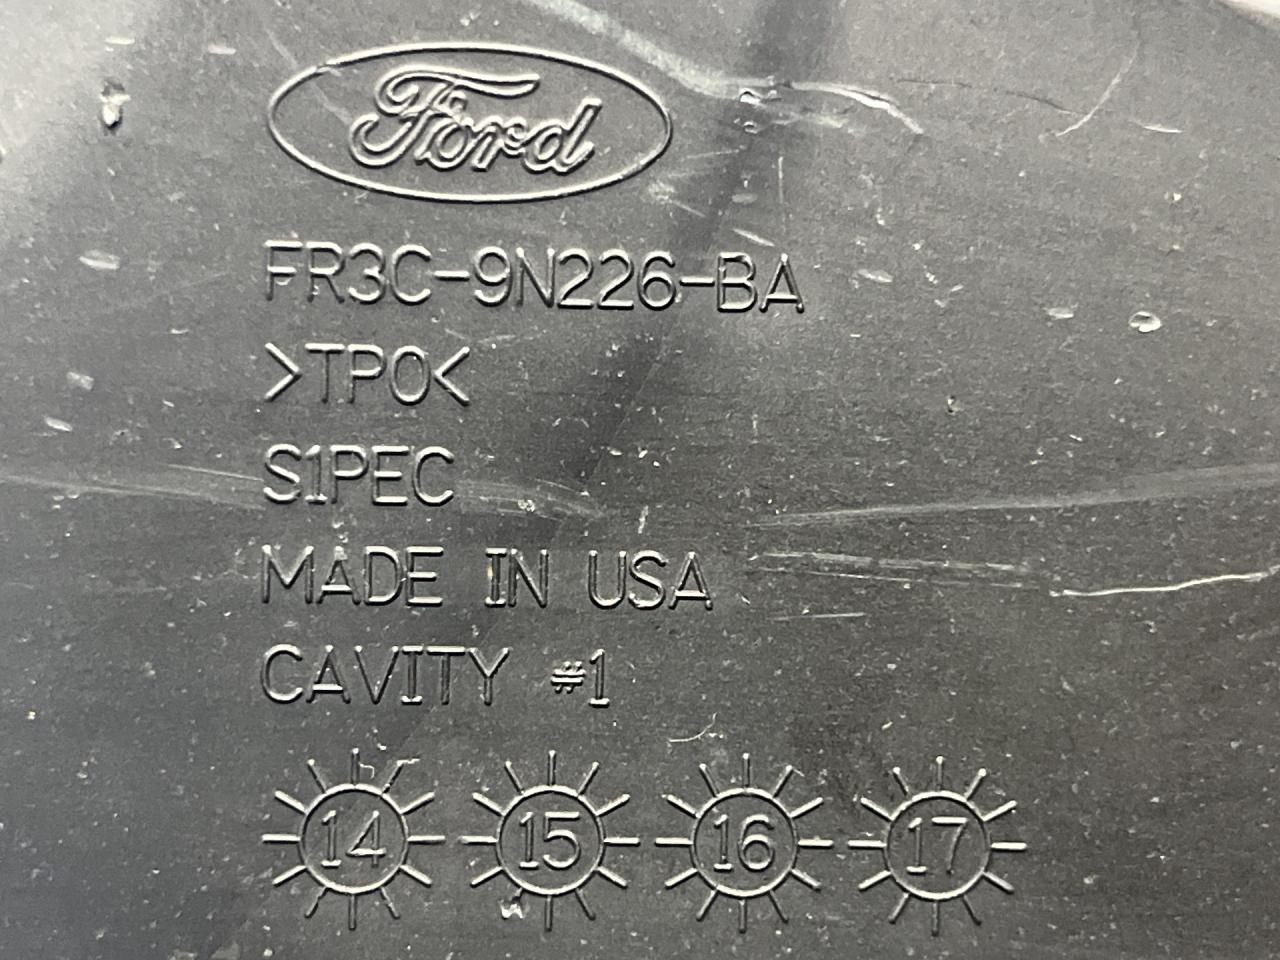 Ford
FR3C-9N226-BA
>TPO<
S1PEC
MADE IN USA
CAVITY #1
14 15 16 17